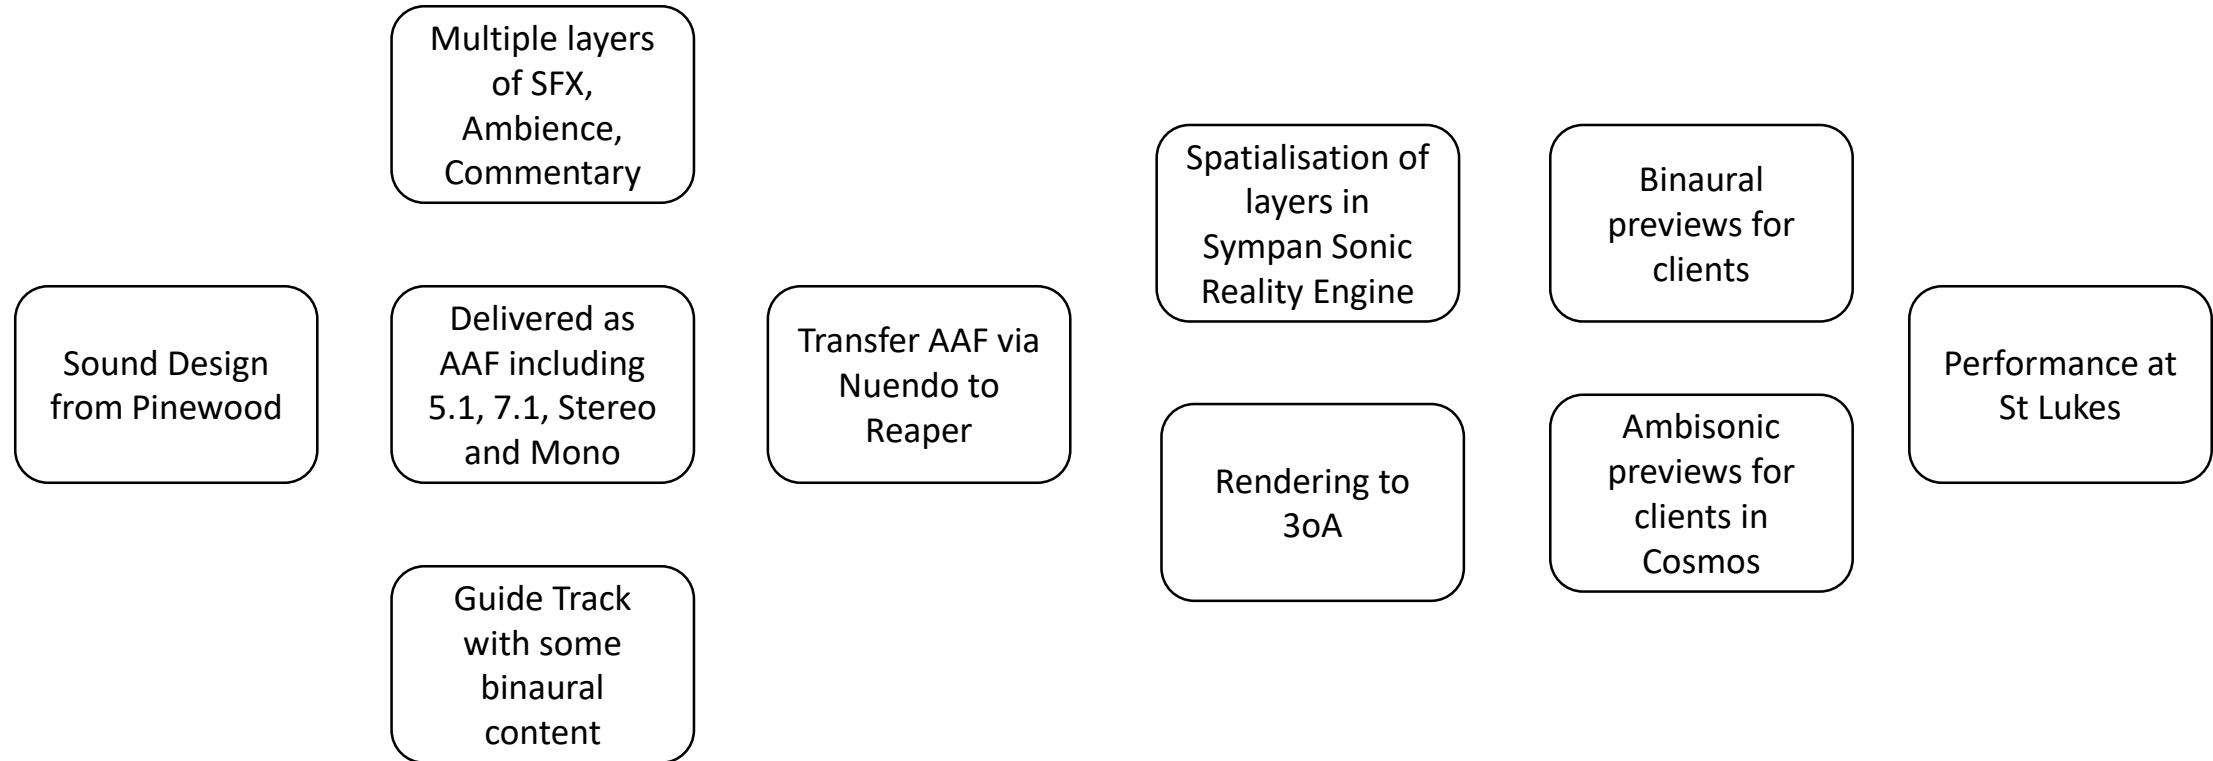 Sound Design
from Pinewood
Multiple layers
of SFX,
Ambience,
Commentary
Delivered as
AAF including
5.1, 7.1, Stereo
and Mono
Guide Track
with some
binaural
content
Transfer AAF via
Nuendo to
Reaper
Spatialisation of
layers in
Sympan Sonic
Reality Engine
Rendering to
3oA
Binaural
previews for
clients
Ambisonic
previews for
clients in
Cosmos
Performance at
St Lukes